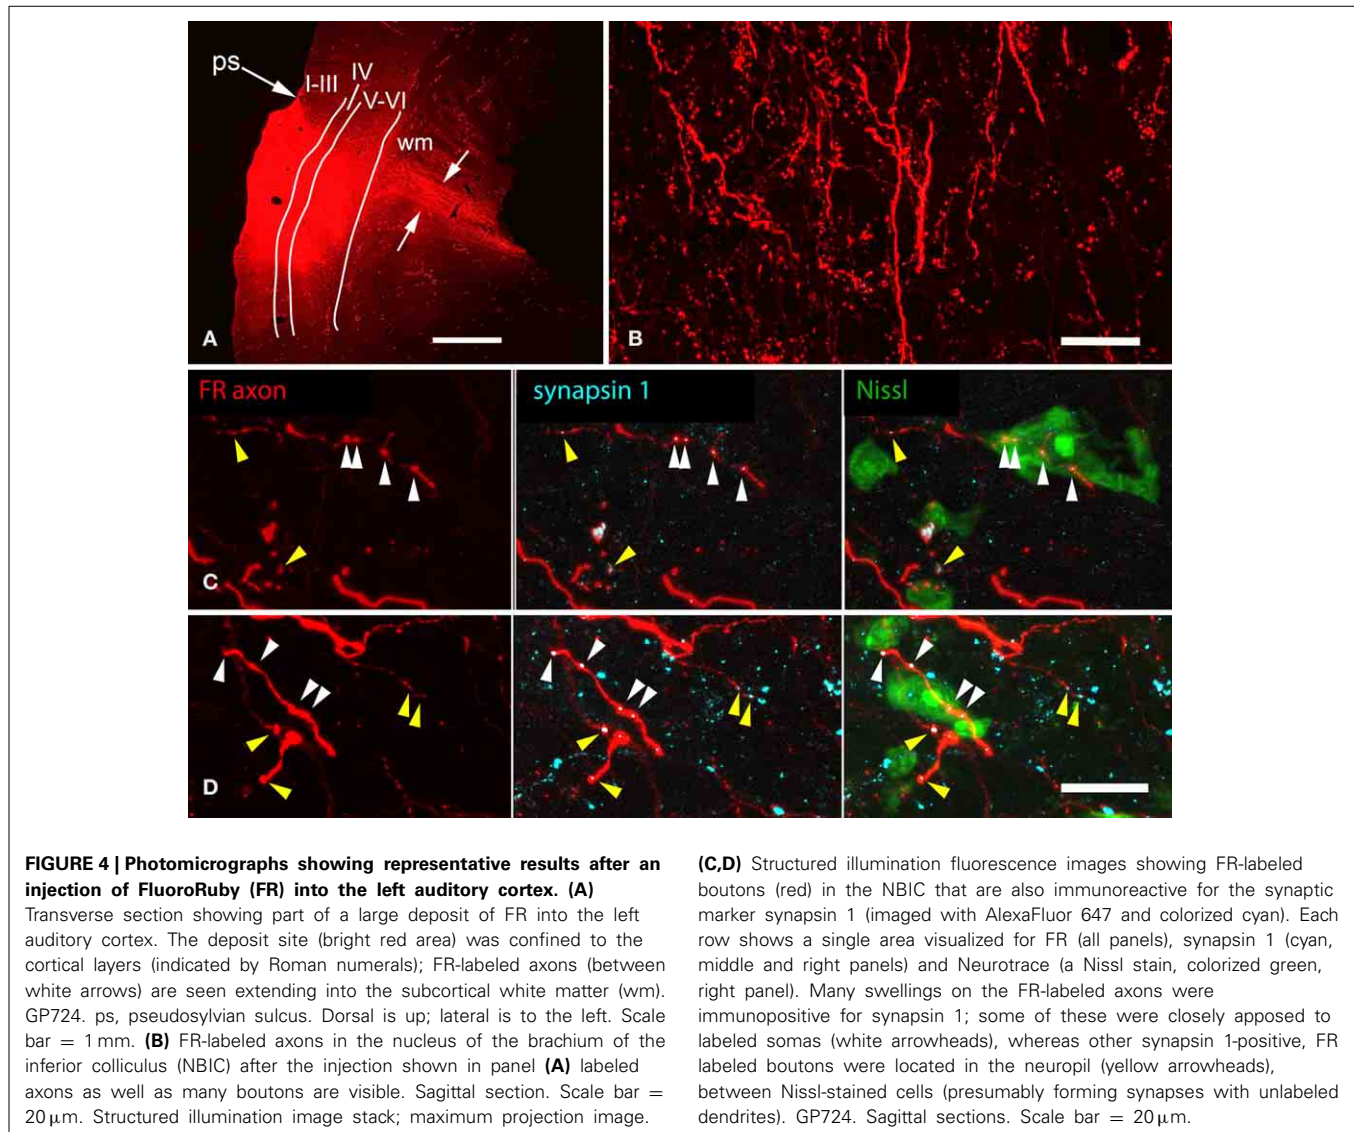 ps
I-III
IV
V-VI
wm
A
B
FR axon
synapsin 1
Nissl
C
D
FIGURE 4 | Photomicrographs showing representative results after an
injection of FluoroRuby (FR) into the left auditory cortex. (A)
Transverse section showing part of a large deposit of FR into the left
auditory cortex. The deposit site (bright red area) was confined to the
cortical layers (indicated by Roman numerals); FR-labeled axons (between
white arrows) are seen extending into the subcortical white matter (wm).
GP724. ps, pseudosylvian sulcus. Dorsal is up; lateral is to the left. Scale
bar = 1 mm. (B) FR-labeled axons in the nucleus of the brachium of the
inferior colliculus (NBIC) after the injection shown in panel (A) labeled
axons as well as many boutons are visible. Sagittal section. Scale bar =
20 μm. Structured illumination image stack; maximum projection image.
(C,D) Structured illumination fluorescence images showing FR-labeled
boutons (red) in the NBIC that are also immunoreactive for the synaptic
marker synapsin 1 (imaged with AlexaFluor 647 and colorized cyan). Each
row shows a single area visualized for FR (all panels), synapsin 1 (cyan,
middle and right panels) and Neurotrace (a Nissl stain, colorized green,
right panel). Many swellings on the FR-labeled axons were
immunopositive for synapsin 1; some of these were closely apposed to
labeled somas (white arrowheads), whereas other synapsin 1-positive, FR
labeled boutons were located in the neuropil (yellow arrowheads),
between Nissl-stained cells (presumably forming synapses with unlabeled
dendrites). GP724. Sagittal sections. Scale bar = 20 μm.